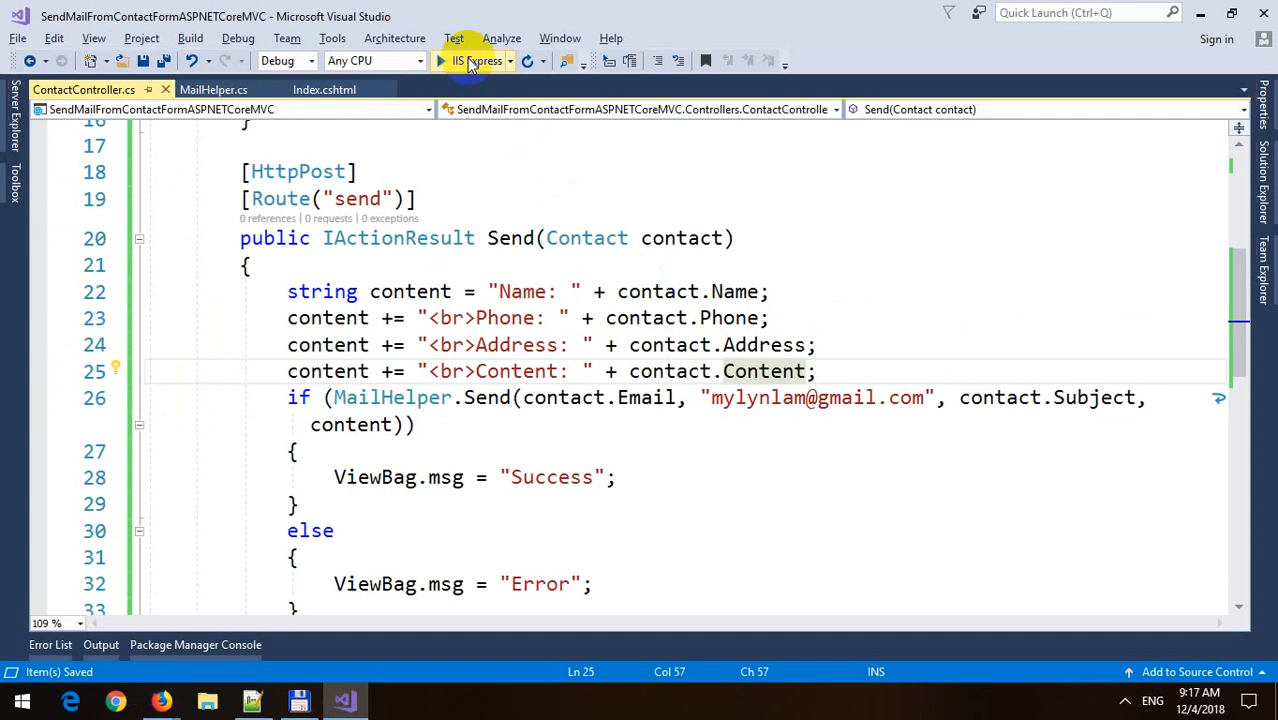 SendMailFromContactFormASPNETCoreMVC - Microsoft Visual Studio
Quick Launch (Ctrl+Q)
File Edit View Project Build Debug Team Tools Architecture Test Analyze Window Help
Sign in
Debug Any CPU IIS Express
ContactController.cs MailHelper.cs Index.cshtml
SendMailFromContactFormASPNETCoreMVC SendMailFromContactFormASPNETCoreMVC.Controllers.ContactControlle Send(Contact contact)
Server Explorer
Toolbox
Properties
Solution Explorer
Team Explorer
16 }
17
18 [HttpPost]
19 [Route("send")]
0 references | 0 requests | 0 exceptions
20 public IActionResult Send(Contact contact)
21 {
22 string content = "Name: " + contact.Name;
23 content += "<br>Phone: " + contact.Phone;
24 content += "<br>Address: " + contact.Address;
25 content += "<br>Content: " + contact.Content;
26 if (MailHelper.Send(contact.Email, "mylynlam@gmail.com", contact.Subject,
content))
27 {
28 ViewBag.msg = "Success";
29 }
30 else
31 {
32 ViewBag.msg = "Error";
33 }
109 %
Error List Output Package Manager Console
Item(s) Saved Ln 25 Col 57 Ch 57 INS Add to Source Control
ENG
9:17 AM
12/4/2018